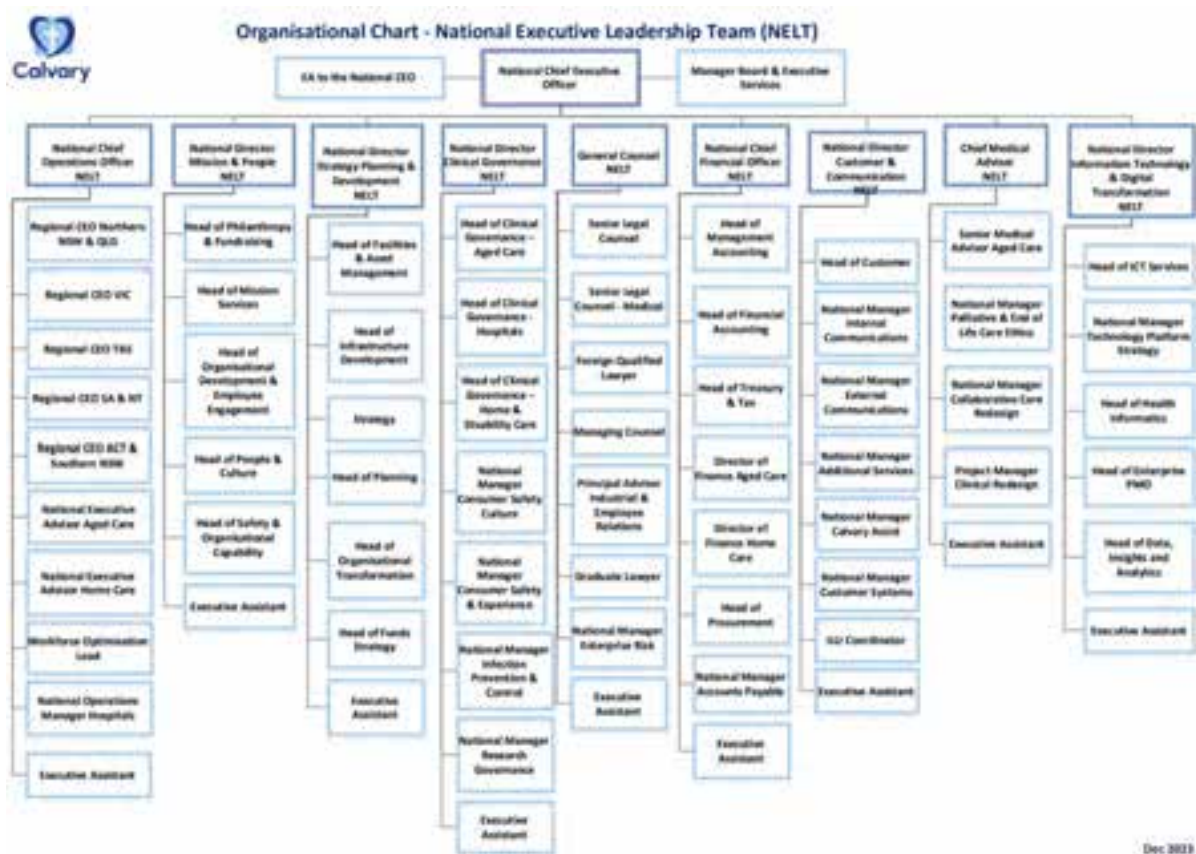 Calvary
Organisational Chart - National Executive Leadership Team (NELT)
EA to the National CEO
National Chief Executive
Officer
Manager Board & Executive
Services
National Chief
Operations Officer
NELT
National Director
Mission & People
NELT
National Director
Strategy Planning &
Development
NELT
National Director
Clinical Governance
NELT
General Counsel
NELT
National Chief
Financial Officer
NELT
National Director
Customer &
Communication
NELT
Chief Medical
Advisor
NELT
National Director
Information Technology
& Digital
Transformation
NELT
Regional CEO Northern
NSW & QLD
Regional CEO VIC
Regional CEO TAS
Regional CEO SA & NT
Regional CEO ACT &
Southern NSW
National Executive
Advisor Aged Care
National Executive
Advisor Home Care
Workforce Optimisation
Lead
National Operations
Manager Hospitals
Executive Assistant
Head of Philanthropy
& Fundraising
Head of Mission
Services
Head of
Organisational
Development &
Employee
Engagement
Head of People &
Culture
Head of Safety &
Organisational
Capability
Executive Assistant
Head of Facilities
& Asset
Management
Head of
Infrastructure
Development
Strategy
Head of Planning
Head of
Organisational
Transformation
Head of Funds
Strategy
Executive
Assistant
Head of Clinical
Governance –
Aged Care
Head of Clinical
Governance -
Hospitals
Head of Clinical
Governance –
Home &
Disability Care
National
Manager
Consumer Safety
Culture
National
Manager
Consumer Safety
& Experience
National Manager
Infection
Prevention &
Control
National Manager
Research
Governance
Executive
Assistant
Senior Legal
Counsel
Senior Legal
Counsel - Medical
Foreign Qualified
Lawyer
Managing Counsel
Principal Advisor
Industrial &
Employee
Relations
Graduate Lawyer
National Manager
Enterprise Risk
Executive
Assistant
Head of
Management
Accounting
Head of Financial
Accounting
Head of Treasury
& Tax
Director of
Finance Aged Care
Director of
Finance Home
Care
Head of
Procurement
National Manager
Accounts Payable
Executive
Assistant
Head of Customer
National Manager
Internal
Communications
National Manager
External
Communications
National Manager
Additional Services
National Manager
Calvary Assist
National Manager
Customer Systems
Coordinator
Executive Assistant
Senior Medical
Advisor Aged Care
National Manager
Palliative & End of
Life Care Ethics
National Manager
Collaborative Care
Redesign
Project Manager
Clinical Redesign
Executive Assistant
Head of ICT Services
National Manager
Technology Platform
Strategy
Head of Health
Informatics
Head of Enterprise
PMO
Head of Data,
Insights and
Analytics
Executive Assistant
Dec 2023